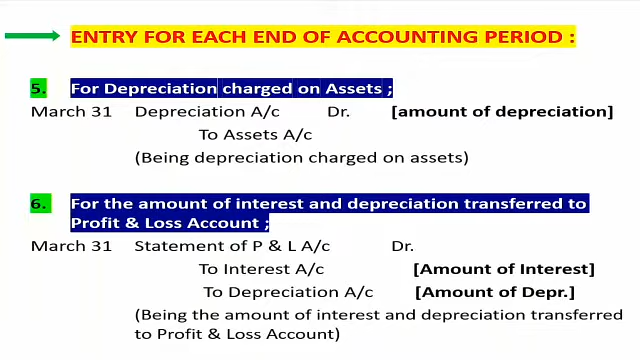 ENTRY FOR EACH END OF ACCOUNTING PERIOD :
5. For Depreciation charged on Assets ;
March 31 Depreciation A/c Dr. [amount of depreciation]
To Assets A/c
(Being depreciation charged on assets)
6. For the amount of interest and depreciation transferred to
Profit & Loss Account ;
March 31 Statement of P & L A/c Dr.
To Interest A/c [Amount of Interest]
To Depreciation A/c [Amount of Depr.]
(Being the amount of interest and depreciation transferred
to Profit & Loss Account)